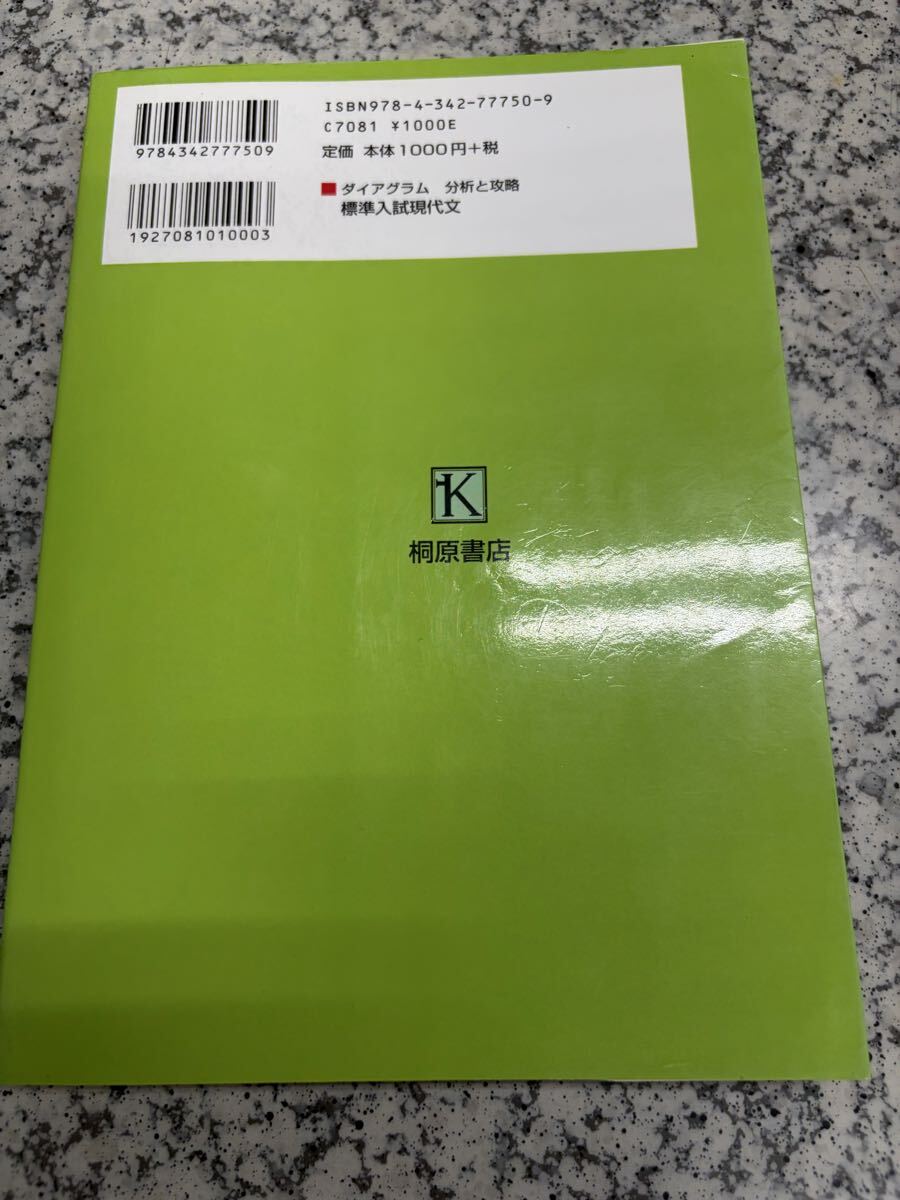 ISBN978-4-342-77750-9
C7081 ¥1000E
定価 本体1000円+税
9784342777509
■ ダイアグラム 分析と攻略
標準入試現代文
1927081010003
K
桐原書店